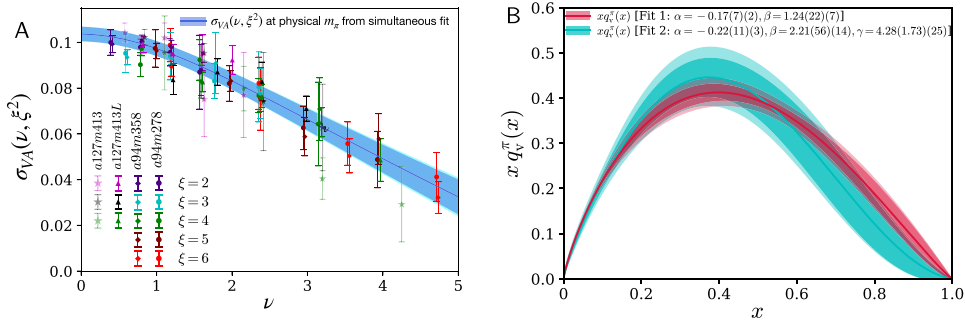 A
σ_VA(ν, ξ²) at physical m_π from simultaneous fit
0.1
0.08
0.06
0.04
0.02
0.0
σ_VA(ν, ξ²)
a127m413
a127m413L
a94m358
a94m278
ξ = 2
ξ = 3
ξ = 4
ξ = 5
ξ = 6
ν
0 1 2 3 4 5
ν
B
xq_v^π(x) [Fit 1: α = −0.17(7)(2), β = 1.24(22)(7)]
xq_v^π(x) [Fit 2: α = −0.22(11)(3), β = 2.21(56)(14), γ = 4.28(1.73)(25)]
0.6
0.5
0.4
0.3
0.2
0.1
0.0
x q_v^π(x)
0 0.2 0.4 0.6 0.8 1.0
x